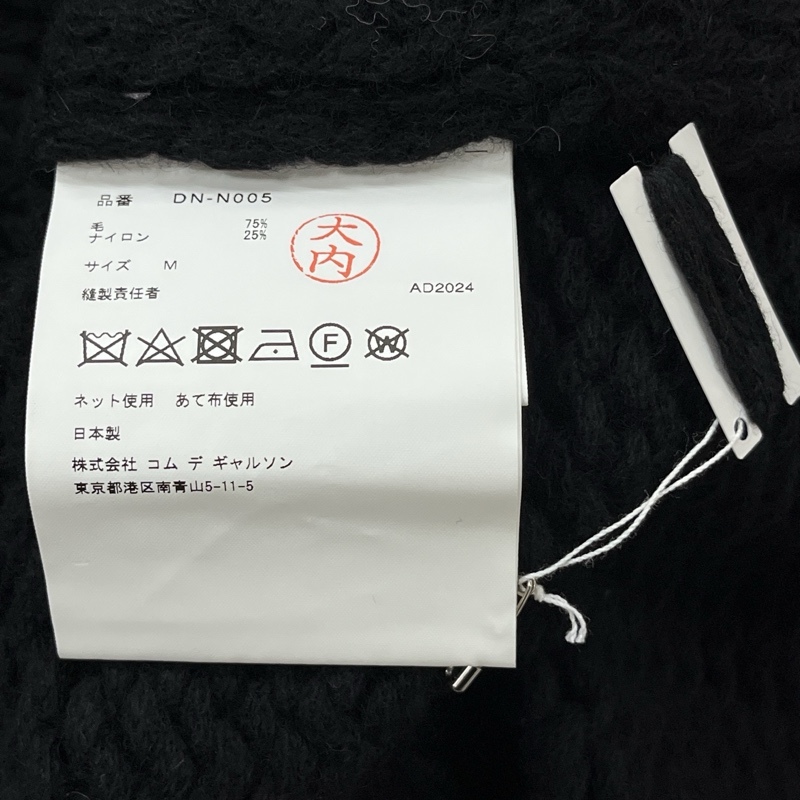 品番 DN-N005
毛 75%
ナイロン 25%
大内
サイズ M
縫製責任者
AD2024
F
W
ネット使用 あて布使用
日本製
株式会社 コム デ ギャルソン
東京都港区南青山5-11-5